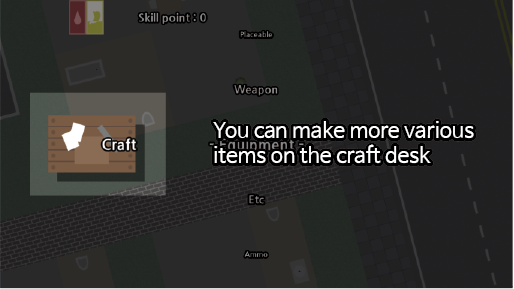 Skill point : 0
Placeable
Weapon
Craft
- Equipment -
You can make more various
items on the craft desk
Etc
Ammo